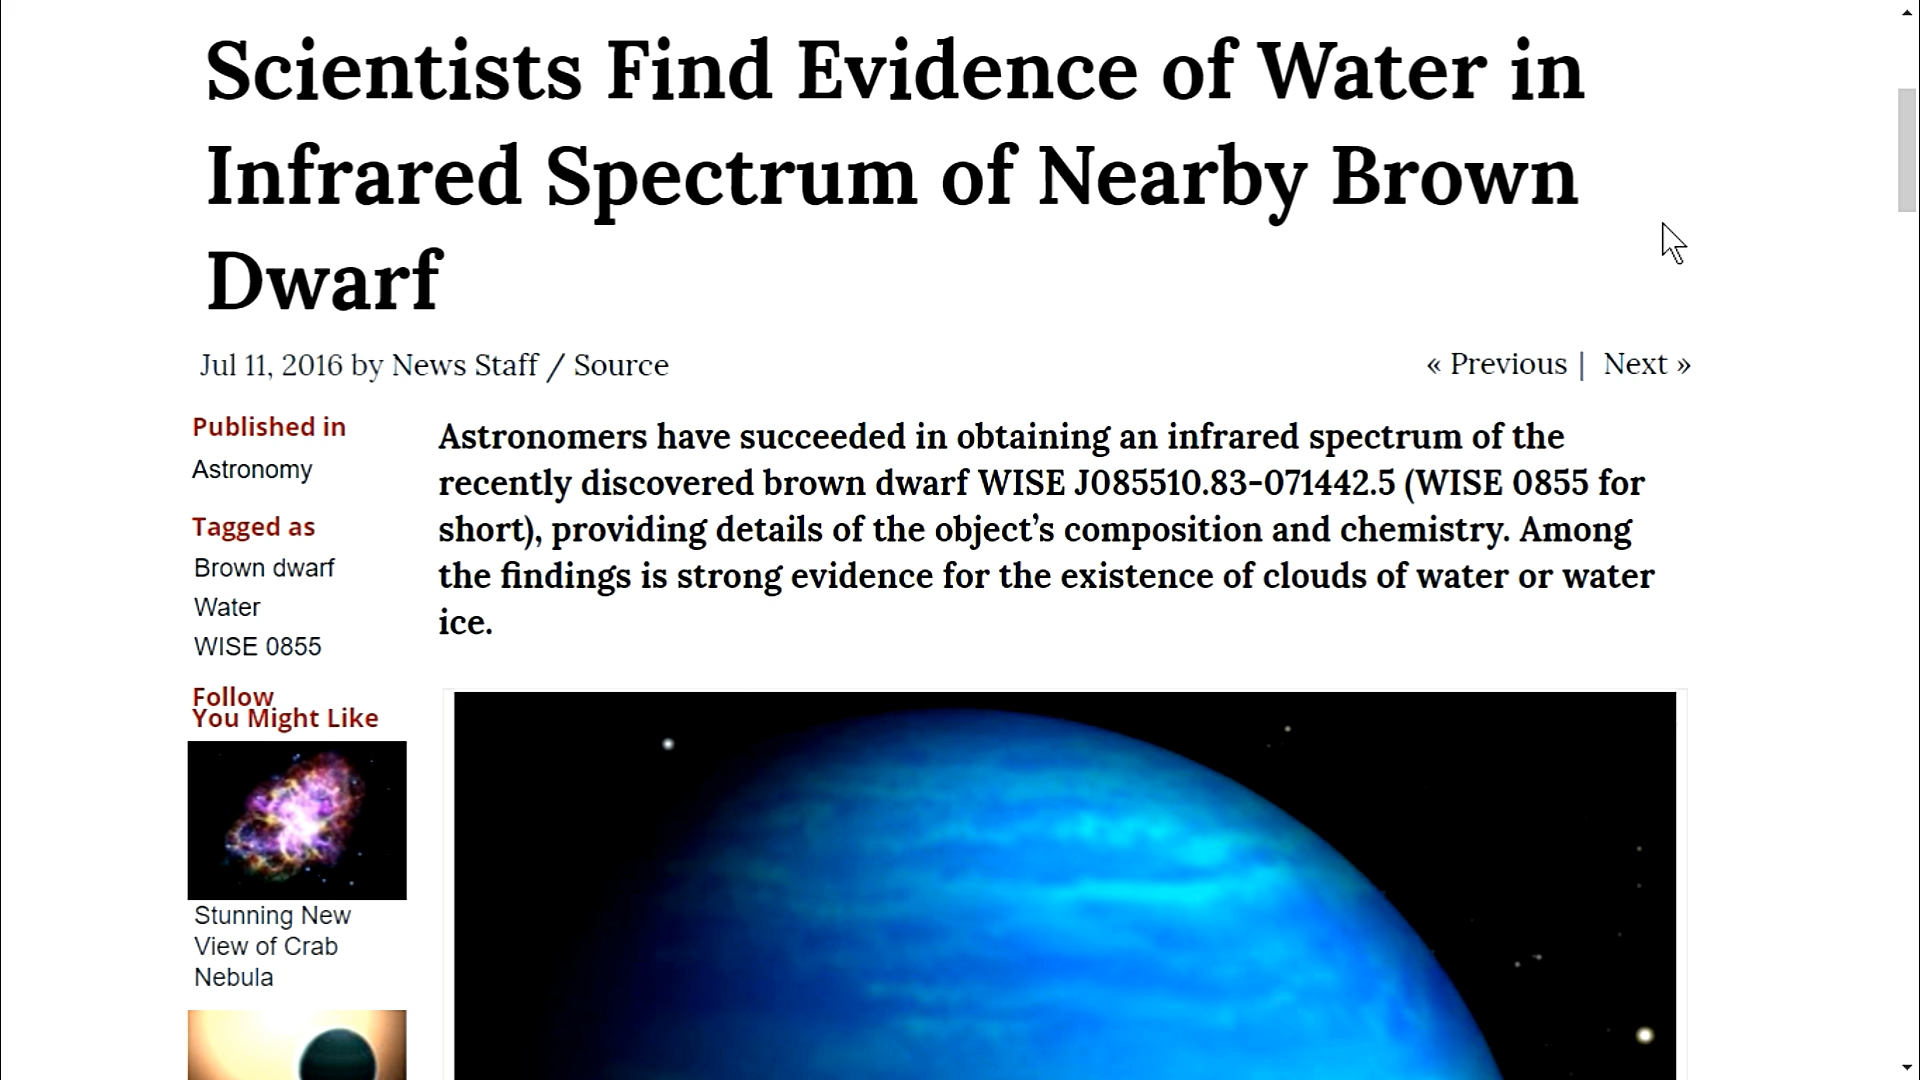 Scientists Find Evidence of Water in
Infrared Spectrum of Nearby Brown
Dwarf
Jul 11, 2016 by News Staff / Source
« Previous | Next »
Published in
Astronomy
Tagged as
Brown dwarf
Water
WISE 0855
Follow
You Might Like
Stunning New
View of Crab
Nebula
Astronomers have succeeded in obtaining an infrared spectrum of the
recently discovered brown dwarf WISE J085510.83-071442.5 (WISE 0855 for
short), providing details of the object’s composition and chemistry. Among
the findings is strong evidence for the existence of clouds of water or water
ice.